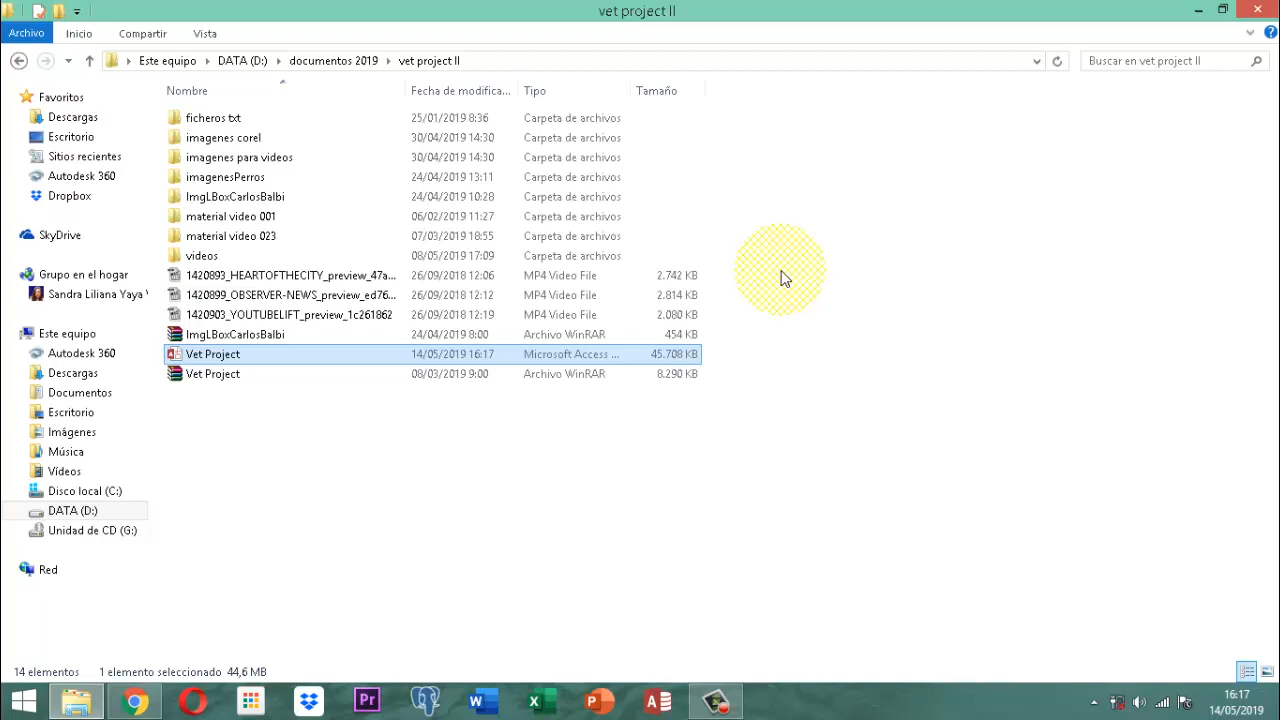 vet project II
Archivo Inicio Compartir Vista
Este equipo DATA (D:) documentos 2019 vet project II Buscar en vet project II
Nombre Fecha de modifica... Tipo Tamaño
ficheros txt 25/01/2019 8:36 Carpeta de archivos
imagenes corel 30/04/2019 14:30 Carpeta de archivos
imagenes para videos 30/04/2019 14:30 Carpeta de archivos
imagenesPerros 24/04/2019 13:11 Carpeta de archivos
ImgLBoxCarlosBalbi 24/04/2019 10:28 Carpeta de archivos
material video 001 06/02/2019 11:27 Carpeta de archivos
material video 023 07/03/2019 18:55 Carpeta de archivos
videos 08/05/2019 17:09 Carpeta de archivos
1420893_HEARTOFTHECITY_preview_47a... 26/09/2018 12:06 MP4 Video File 2.742 KB
1420899_OBSERVER-NEWS_preview_ed76... 26/09/2018 12:12 MP4 Video File 2.814 KB
1420903_YOUTUBELIFT_preview_1c261862 26/09/2018 12:19 MP4 Video File 2.080 KB
ImgLBoxCarlosBalbi 24/04/2019 8:00 Archivo WinRAR 454 KB
Vet Project 14/05/2019 16:17 Microsoft Access ... 45.708 KB
Vet Project 08/03/2019 9:00 Archivo WinRAR 8.290 KB
Favoritos
Descargas
Escritorio
Sitios recientes
Autodesk 360
Dropbox
SkyDrive
Grupo en el hogar
Sandra Liliana Yaya
Este equipo
Autodesk 360
Descargas
Documentos
Escritorio
Imágenes
Música
Vídeos
Disco local (C:)
DATA (D:)
Unidad de CD (G:)
Red
14 elementos 1 elemento seleccionado 44,6 MB
16:17
14/05/2019